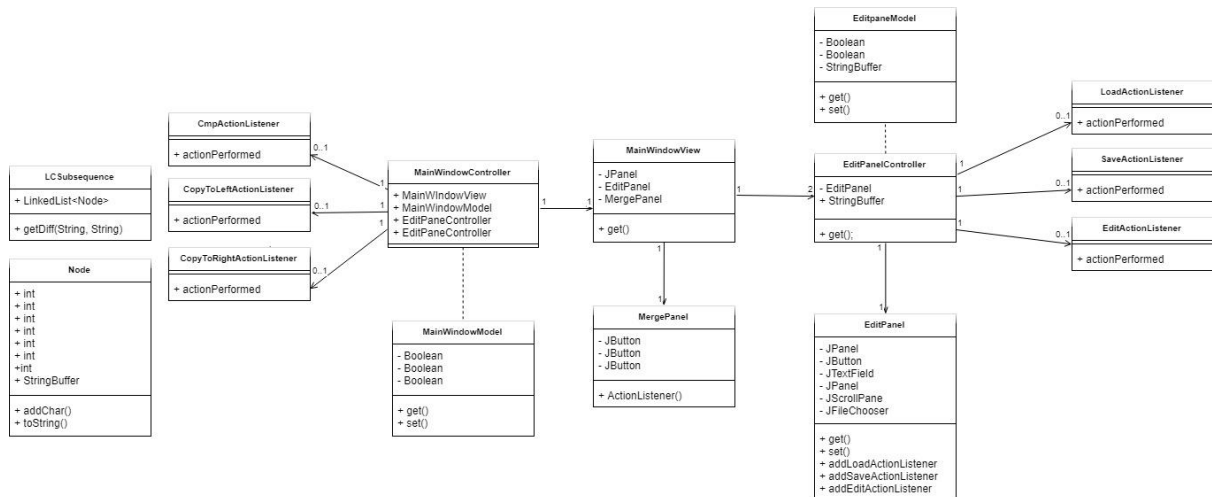 EditpaneModel
- Boolean
- Boolean
- StringBuffer
+ get()
+ set()
LoadActionListener
+ actionPerformed
CmpActionListener
+ actionPerformed
MainWindowView
- JPanel
- EditPanel
- MergePanel
+ get()
EditPanelController
- EditPanel
+ StringBuffer
+ get();
SaveActionListener
+ actionPerformed
LCSubsequence
+ LinkedList<Node>
+ getDiff(String, String)
CopyToLeftActionListener
+ actionPerformed
MainWindowController
+ MainWIndowView
+ MainWindowModel
+ EditPaneController
+ EditPaneController
EditActionListener
+ actionPerformed
CopyToRightActionListener
+ actionPerformed
Node
+ int
+ int
+ int
+ int
+ int
+ int
+int
+ StringBuffer
+ addChar()
+ toString()
MainWindowModel
- Boolean
- Boolean
- Boolean
+ get()
+ set()
MergePanel
- JButton
- JButton
- JButton
+ ActionListener()
EditPanel
- JPanel
- JButton
- JTextField
- JPanel
- JScrollPane
- JFileChooser
+ get()
+ set()
+ addLoadActionListener
+ addSaveActionListener
+ addEditActionListener
0..1
1
0..1
1
0..1
1
1
1
1
2
1
1
1
1
1
0..1
1
0..1
1
0..1